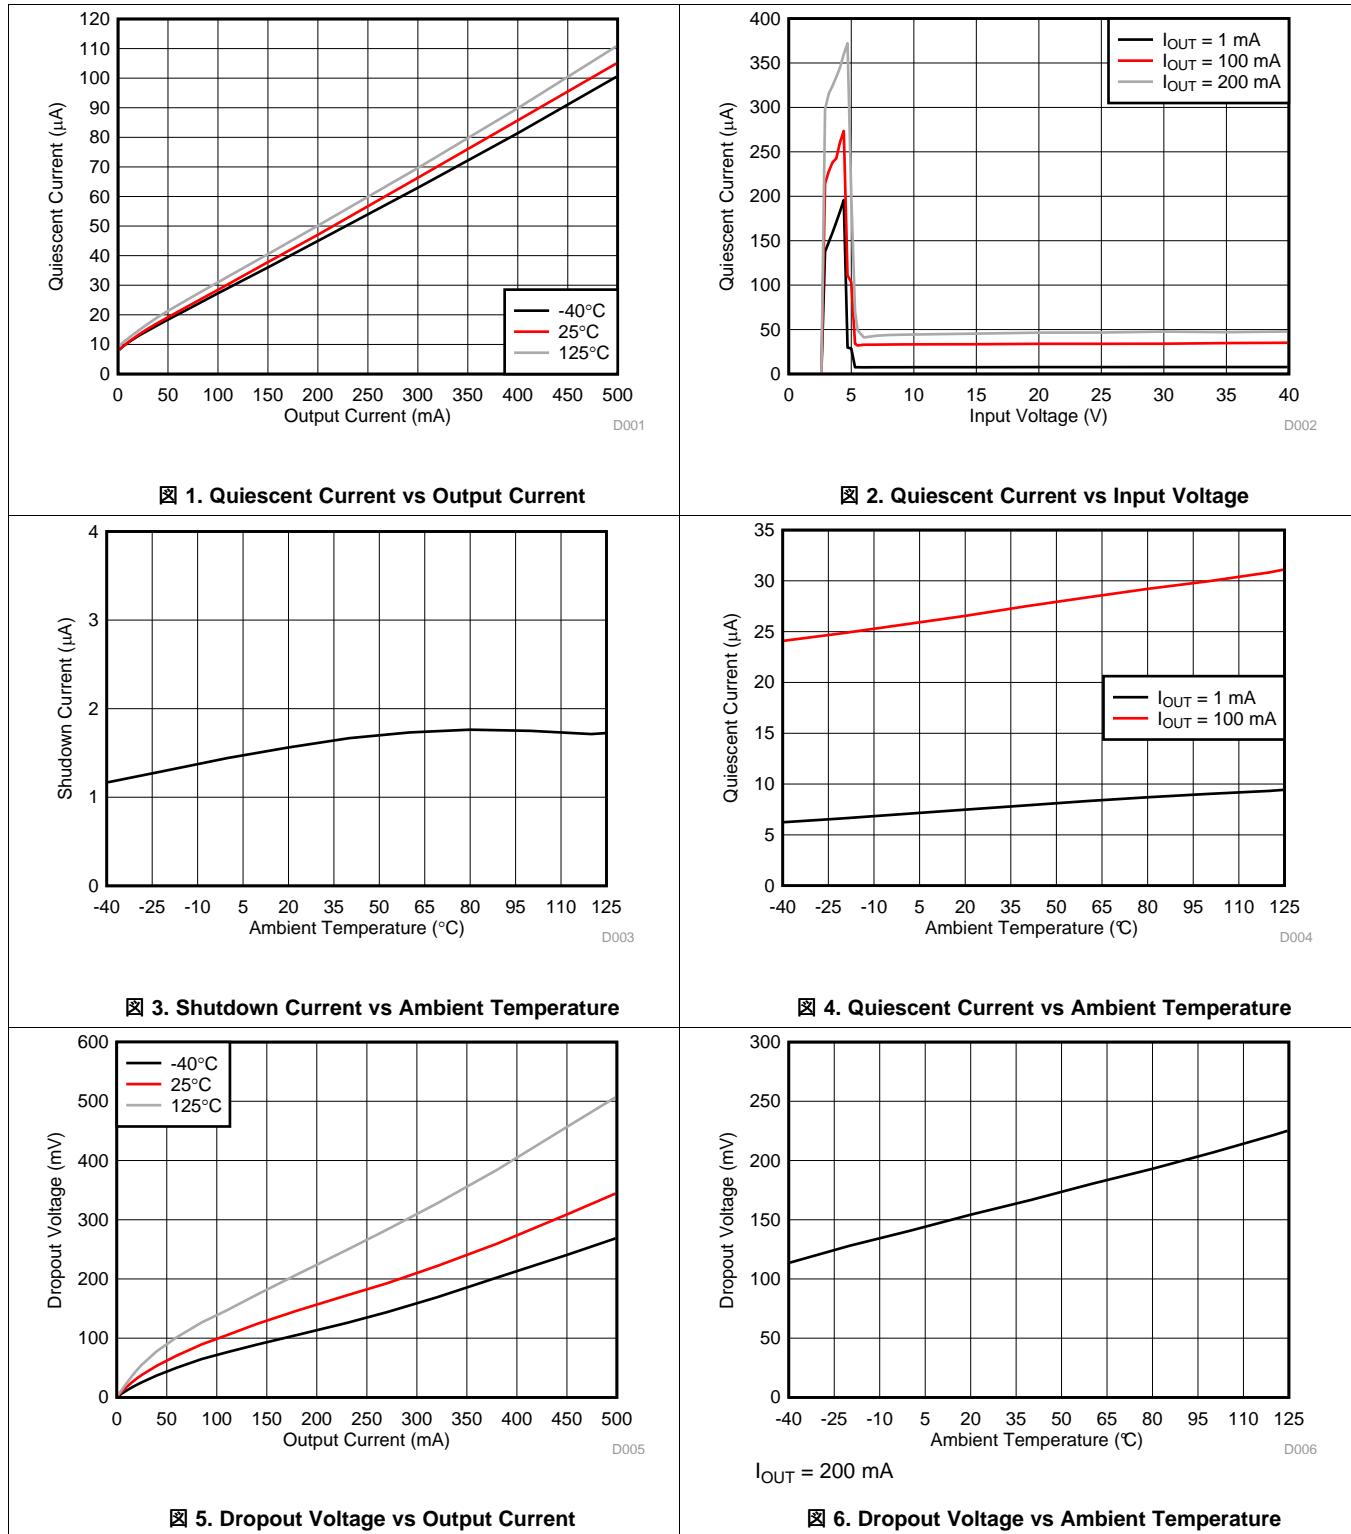 120
110
100
90
80
70
60
50
40
30
20
10
0
Quiescent Current (µA)
-40°C
25°C
125°C
0 50 100 150 200 250 300 350 400 450 500
Output Current (mA)
D001
図 1. Quiescent Current vs Output Current
400
350
300
250
200
150
100
50
0
Quiescent Current (µA)
IOUT = 1 mA
IOUT = 100 mA
IOUT = 200 mA
0 5 10 15 20 25 30 35 40
Input Voltage (V)
D002
図 2. Quiescent Current vs Input Voltage
4
3
2
1
0
Shudown Current (µA)
-40 -25 -10 5 20 35 50 65 80 95 110 125
Ambient Temperature (°C)
D003
図 3. Shutdown Current vs Ambient Temperature
35
30
25
20
15
10
5
0
Quiescent Current (µA)
IOUT = 1 mA
IOUT = 100 mA
-40 -25 -10 5 20 35 50 65 80 95 110 125
Ambient Temperature (°C)
D004
図 4. Quiescent Current vs Ambient Temperature
600
500
400
300
200
100
0
Dropout Voltage (mV)
-40°C
25°C
125°C
0 50 100 150 200 250 300 350 400 450 500
Output Current (mA)
D005
図 5. Dropout Voltage vs Output Current
300
250
200
150
100
50
0
Dropout Voltage (mV)
-40 -25 -10 5 20 35 50 65 80 95 110 125
Ambient Temperature (°C)
D006
IOUT = 200 mA
図 6. Dropout Voltage vs Ambient Temperature